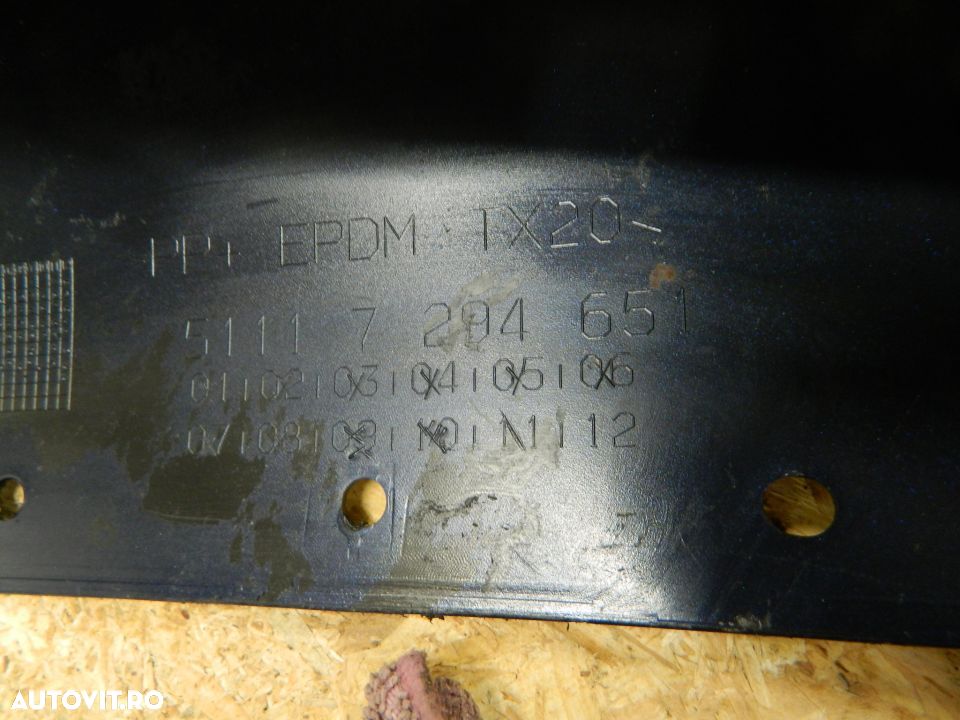 PP+ EPDM TX20<
5111 7 294 651
01 | 02 | 03 | 04 | 05 | 06
07 | 08 | 09 | 10 | 11 | 12
AUTOVIT.RO